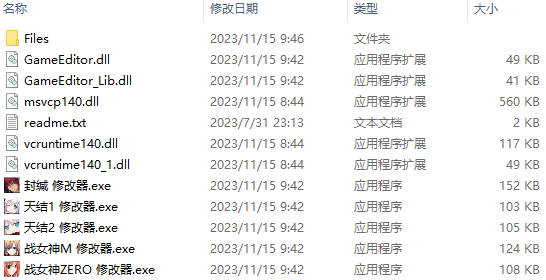 名称 修改日期 类型 大小
Files 2023/11/15 9:46 文件夹
GameEditor.dll 2023/11/15 9:42 应用程序扩展 49 KB
GameEditor_Lib.dll 2023/11/15 9:42 应用程序扩展 41 KB
msvcp140.dll 2023/11/15 8:44 应用程序扩展 560 KB
readme.txt 2023/7/31 23:13 文本文档 2 KB
vcruntime140.dll 2023/11/15 8:44 应用程序扩展 117 KB
vcruntime140_1.dll 2023/11/15 8:44 应用程序扩展 49 KB
封缄 修改器.exe 2023/11/15 9:42 应用程序 152 KB
天结1 修改器.exe 2023/11/15 9:42 应用程序 103 KB
天结2 修改器.exe 2023/11/15 9:42 应用程序 105 KB
战女神M 修改器.exe 2023/11/15 9:42 应用程序 124 KB
战女神ZERO 修改器.exe 2023/11/15 9:42 应用程序 108 KB